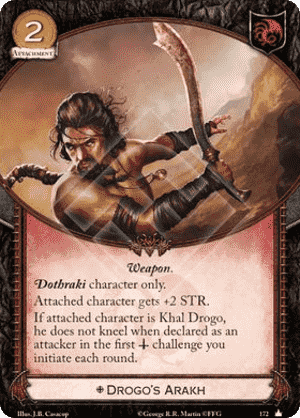 2
Attachment
Weapon.
Dothraki character only.
Attached character gets +2 STR.
If attached character is Khal Drogo,
he does not kneel when declared as an
attacker in the first challenge you
initiate each round.
Drogo's Arakh
Illus. J.B. Casacop ©George R.R. Martin ©FFG 172